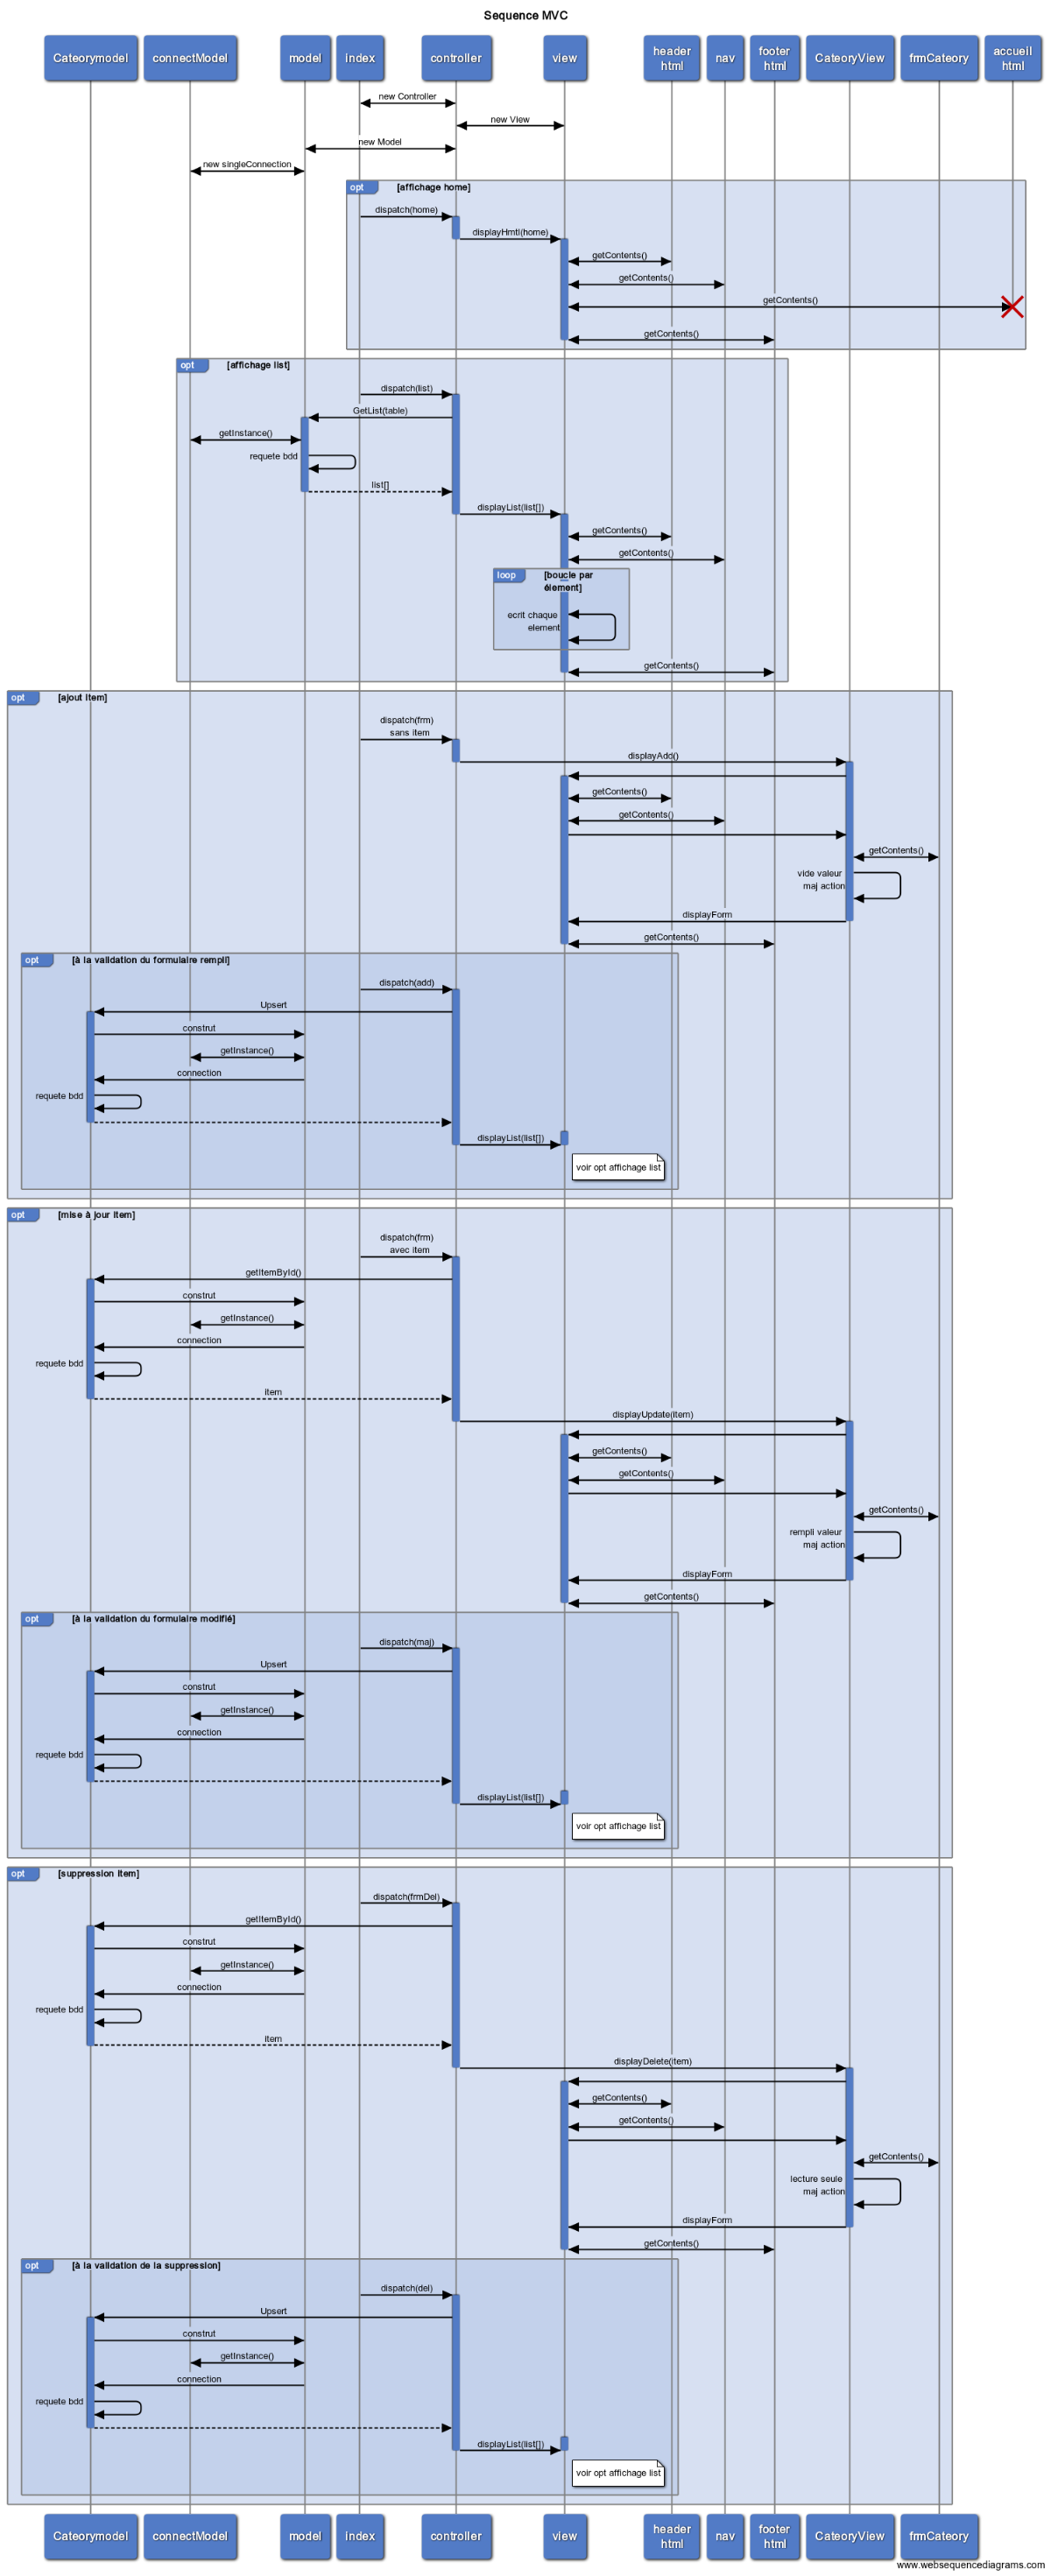 Sequence MVC
Cateorymodel
connectModel
model
Index
controller
view
header
html
nav
footer
html
CateoryView
frmCateory
accueil
html
new Controller
new View
new Model
new singleConnection
opt
[affichage home]
dispatch(home)
displayHmtl(home)
getContents()
getContents()
getContents()
getContents()
opt
[affichage list]
dispatch(list)
GetList(table)
getInstance()
requete bdd
list[]
displayList(list[])
getContents()
getContents()
loop
[boucle par
élement]
ecrit chaque
element
getContents()
opt
[ajout item]
dispatch(frm)
sans item
displayAdd()
getContents()
getContents()
getContents()
vide valeur
maj action
displayForm
getContents()
opt
[à la validation du formulaire rempli]
dispatch(add)
Upsert
construt
getInstance()
connection
requete bdd
displayList(list[])
voir opt affichage list
opt
[mise à jour item]
dispatch(frm)
avec item
getItemById()
construt
getInstance()
connection
requete bdd
item
displayUpdate(item)
getContents()
getContents()
getContents()
rempli valeur
maj action
displayForm
getContents()
opt
[à la validation du formulaire modifié]
dispatch(maj)
Upsert
construt
getInstance()
connection
requete bdd
displayList(list[])
voir opt affichage list
opt
[suppression item]
dispatch(frmDel)
getItemById()
construt
getInstance()
connection
requete bdd
item
displayDelete(item)
getContents()
getContents()
getContents()
lecture seule
maj action
displayForm
getContents()
opt
[à la validation de la suppression]
dispatch(del)
Upsert
construt
getInstance()
connection
requete bdd
displayList(list[])
voir opt affichage list
Cateorymodel
connectModel
model
Index
controller
view
header
html
nav
footer
html
CateoryView
frmCateory
www.websequencediagrams.com